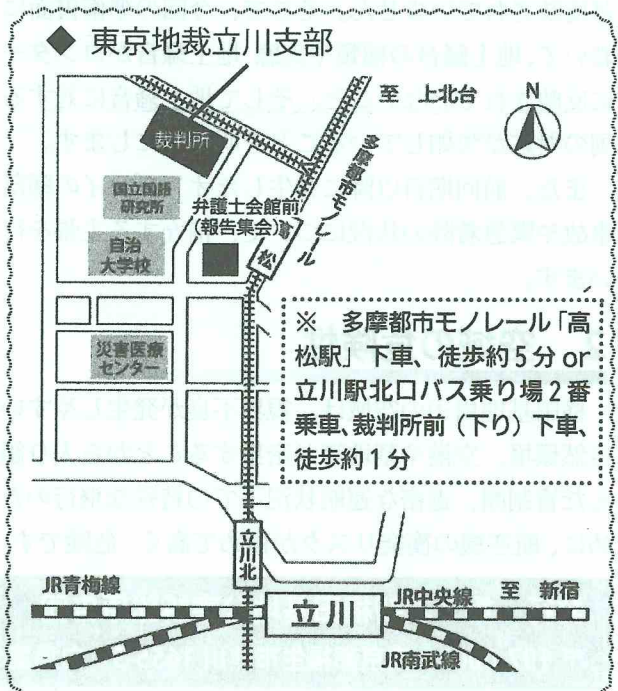 ◆ 東京地裁立川支部
至 上北台
N
多摩都市モノレール
裁判所
国立国語
研究所
弁護士会館前
(報告集会)
自治
大学校
松
災害医療
センター
※ 多摩都市モノレール「高
松駅」下車、徒歩約5分 or
立川駅北口バス乗り場2番
乗車、裁判所前（下り）下車、
徒歩約1分
立川北
JR青梅線
立川
JR中央線
至 新宿
JR南武線